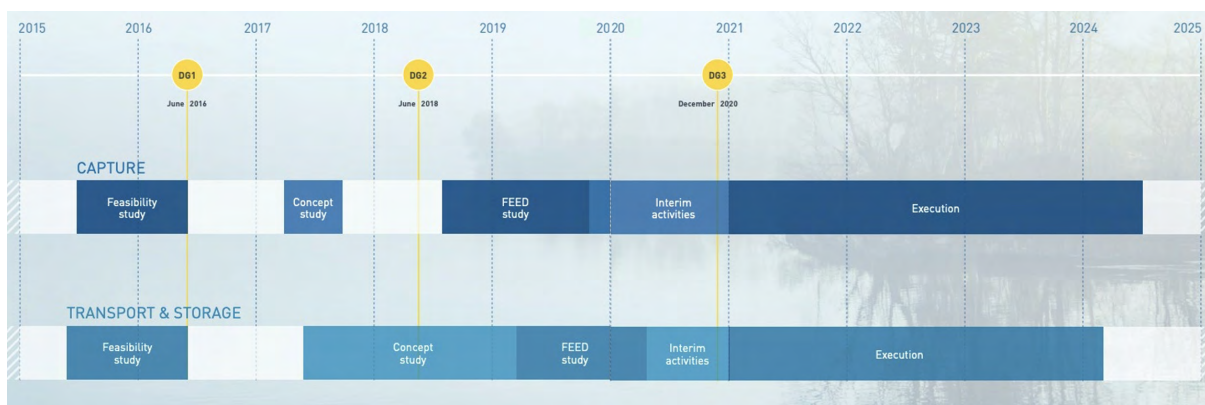 2015 2016 2017 2018 2019 2020 2021 2022 2023 2024 2025
DG1 DG2 DG3
June 2016 June 2018 December 2020
CAPTURE
Feasibility
study
Concept
study
FEED
study
Interim
activities
Execution
TRANSPORT & STORAGE
Feasibility
study
Concept
study
FEED
study
Interim
activities
Execution